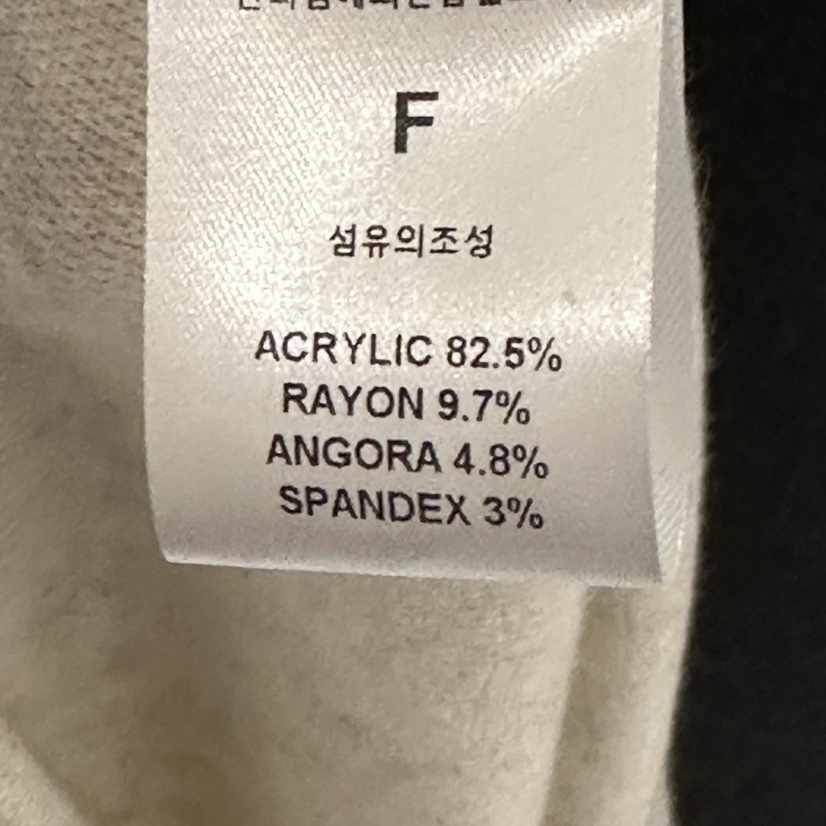 F
섬유의조성
ACRYLIC 82.5%
RAYON 9.7%
ANGORA 4.8%
SPANDEX 3%